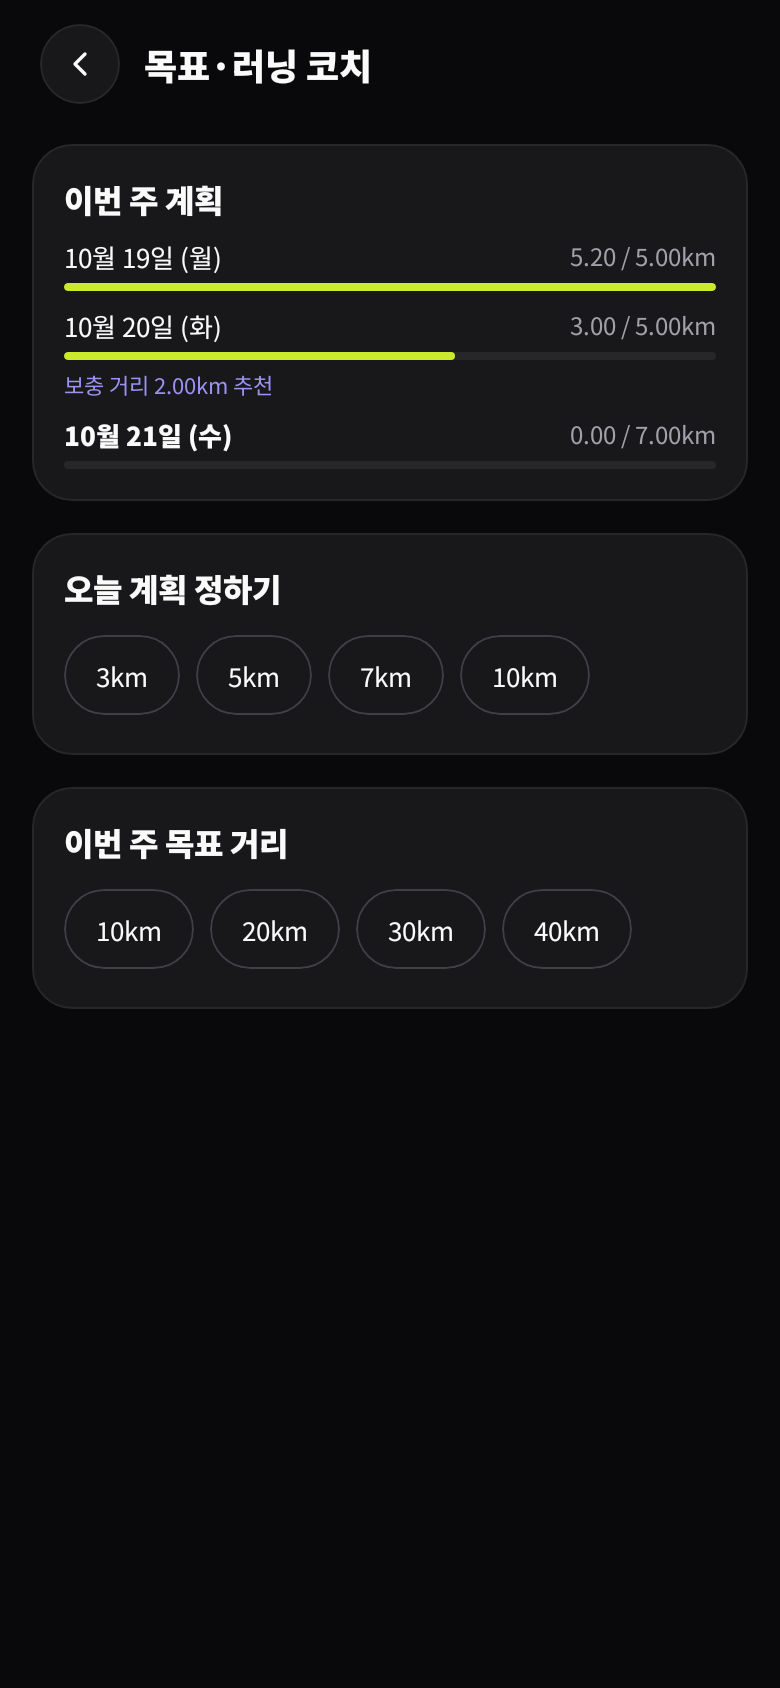 목표·러닝 코치
이번 주 계획
10월 19일 (월) 5.20 / 5.00km
10월 20일 (화) 3.00 / 5.00km
보충 거리 2.00km 추천
10월 21일 (수) 0.00 / 7.00km
오늘 계획 정하기
3km 5km 7km 10km
이번 주 목표 거리
10km 20km 30km 40km